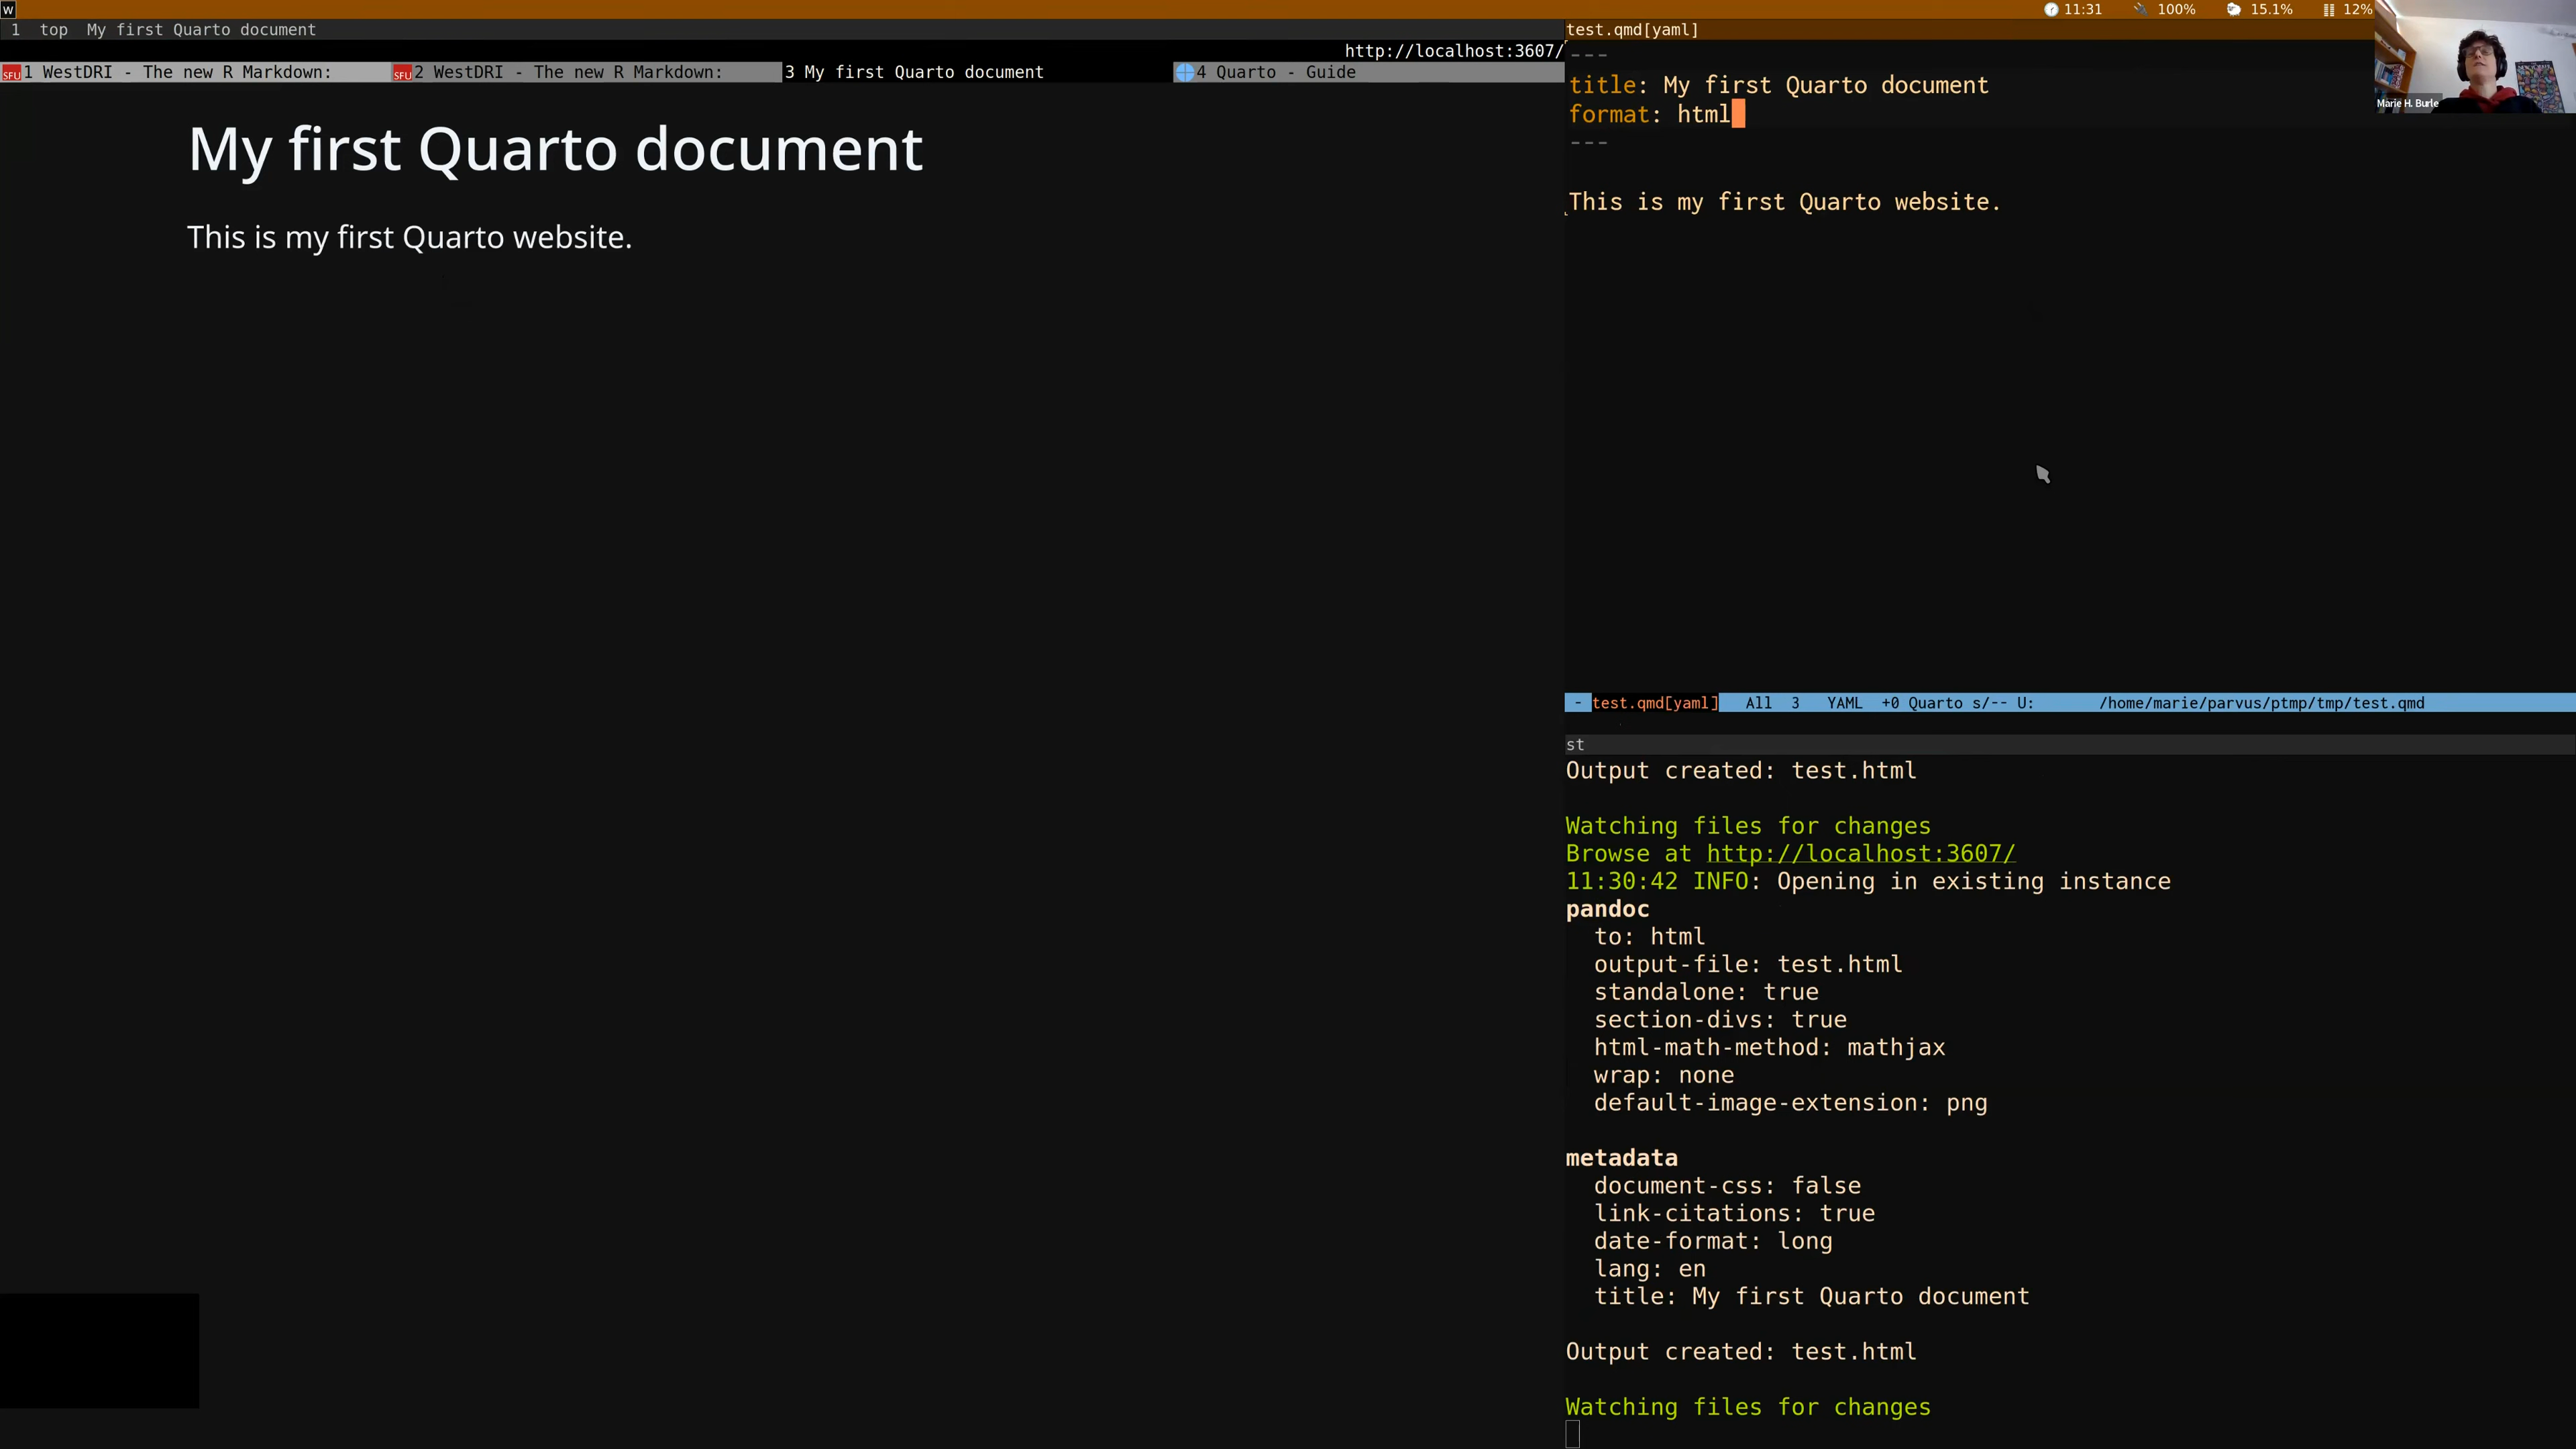 W
11:31 100% 15.1% 12%
1 top My first Quarto document
http://localhost:3607/
SFU 1 WestDRI - The new R Markdown: SFU 2 WestDRI - The new R Markdown: 3 My first Quarto document 4 Quarto - Guide
My first Quarto document
This is my first Quarto website.
test.qmd[yaml]
---
title: My first Quarto document
format: html
---
This is my first Quarto website.
Marie H. Burle
- test.qmd[yaml] All 3 YAML +0 Quarto s/-- U: /home/marie/parvus/ptmp/tmp/test.qmd
st
Output created: test.html
Watching files for changes
Browse at http://localhost:3607/
11:30:42 INFO: Opening in existing instance
pandoc
to: html
output-file: test.html
standalone: true
section-divs: true
html-math-method: mathjax
wrap: none
default-image-extension: png
metadata
document-css: false
link-citations: true
date-format: long
lang: en
title: My first Quarto document
Output created: test.html
Watching files for changes